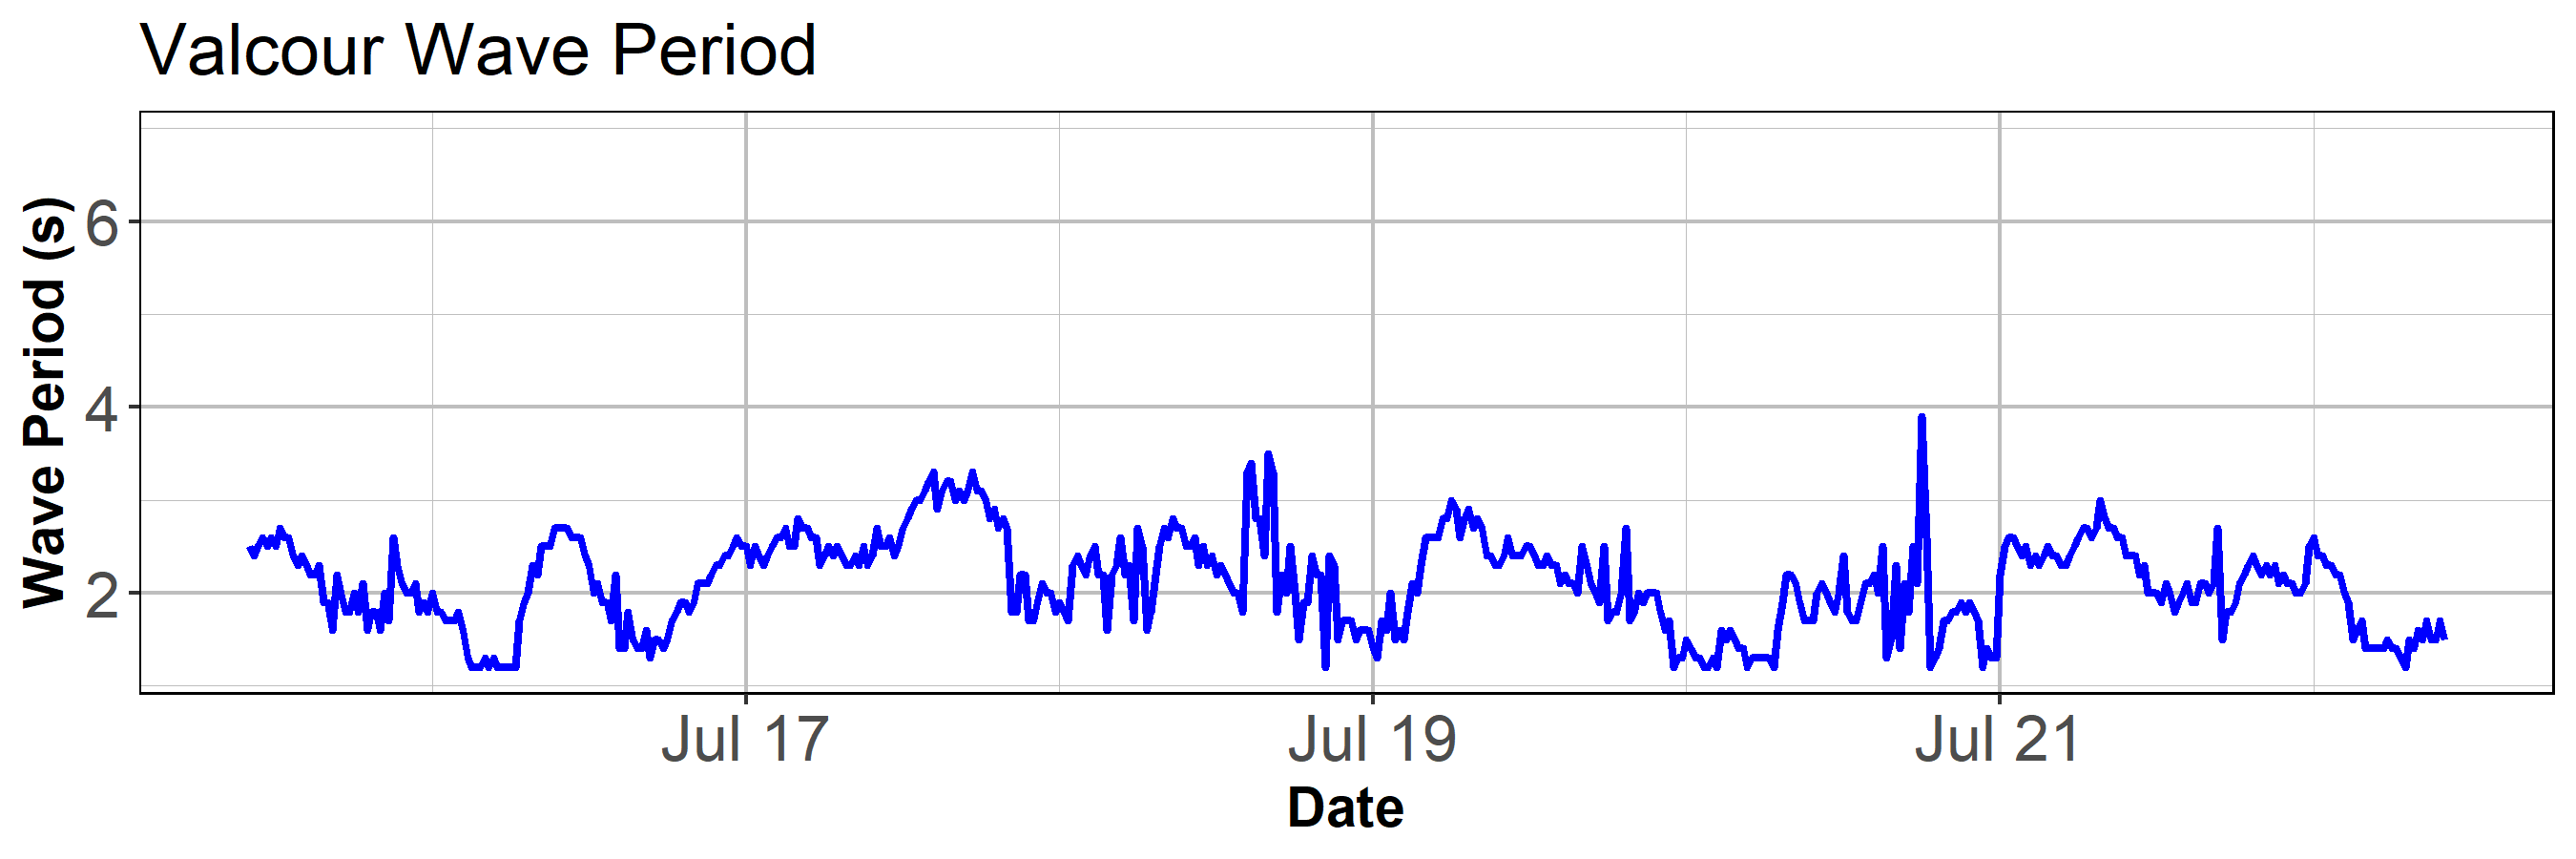 Valcour Wave Period
Wave Period (s)
6
4
2
Jul 17
Jul 19
Jul 21
Date